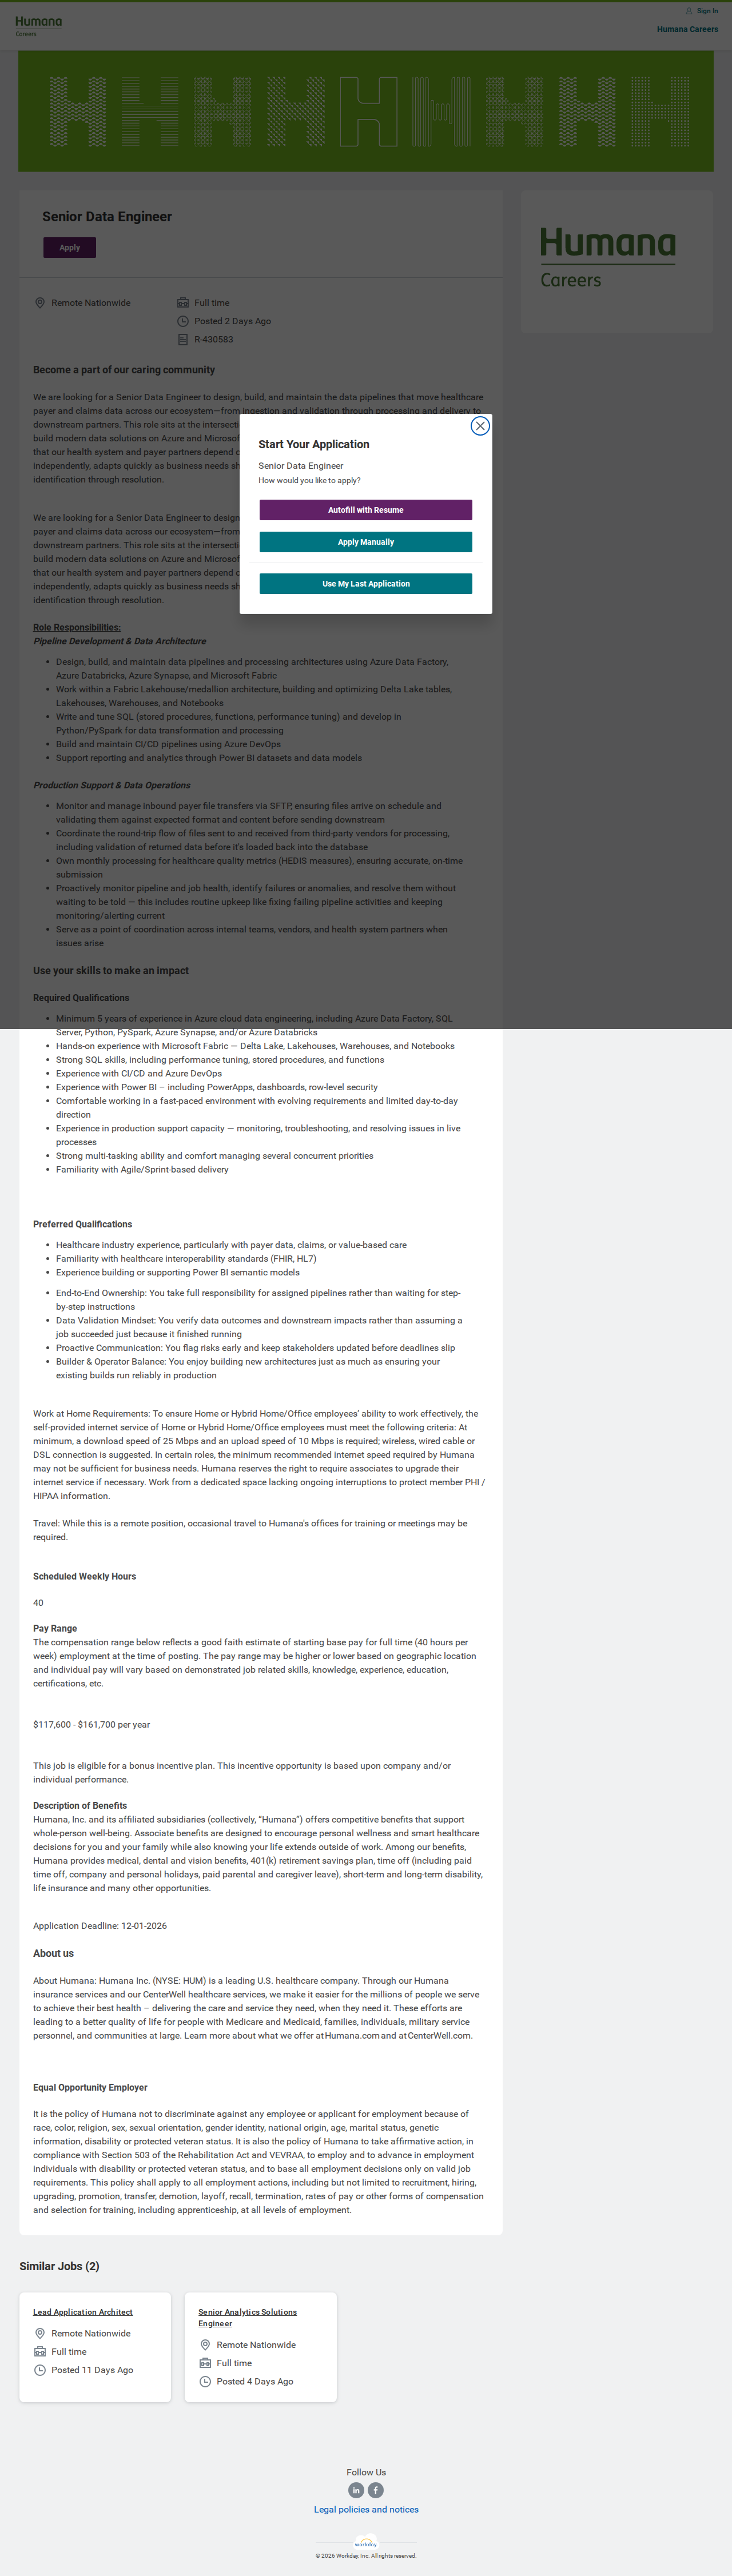 Humana
Careers
Sign In
Humana Careers
Senior Data Engineer
Apply
Humana
Careers
Remote Nationwide
Full time
Posted 2 Days Ago
R-430583
Become a part of our caring community
We are looking for a Senior Data Engineer to design, build, and maintain the data pipelines that move healthcare
payer and claims data across our ecosystem—from ingestion and validation through processing and delivery to
downstream partners. This role sits at the intersecti
build modern data solutions on Azure and Microsof
that our health system and payer partners depend o
independently, adapts quickly as business needs sh
identification through resolution.
We are looking for a Senior Data Engineer to design
payer and claims data across our ecosystem—from
downstream partners. This role sits at the intersecti
build modern data solutions on Azure and Microsof
that our health system and payer partners depend o
independently, adapts quickly as business needs sh
identification through resolution.
Start Your Application
Senior Data Engineer
How would you like to apply?
Autofill with Resume
Apply Manually
Use My Last Application
Role Responsibilities:
Pipeline Development & Data Architecture
• Design, build, and maintain data pipelines and processing architectures using Azure Data Factory,
Azure Databricks, Azure Synapse, and Microsoft Fabric
• Work within a Fabric Lakehouse/medallion architecture, building and optimizing Delta Lake tables,
Lakehouses, Warehouses, and Notebooks
• Write and tune SQL (stored procedures, functions, performance tuning) and develop in
Python/PySpark for data transformation and processing
• Build and maintain CI/CD pipelines using Azure DevOps
• Support reporting and analytics through Power BI datasets and data models
Production Support & Data Operations
• Monitor and manage inbound payer file transfers via SFTP, ensuring files arrive on schedule and
validating them against expected format and content before sending downstream
• Coordinate the round-trip flow of files sent to and received from third-party vendors for processing,
including validation of returned data before it's loaded back into the database
• Own monthly processing for healthcare quality metrics (HEDIS measures), ensuring accurate, on-time
submission
• Proactively monitor pipeline and job health, identify failures or anomalies, and resolve them without
waiting to be told — this includes routine upkeep like fixing failing pipeline activities and keeping
monitoring/alerting current
• Serve as a point of coordination across internal teams, vendors, and health system partners when
issues arise
Use your skills to make an impact
Required Qualifications
• Minimum 5 years of experience in Azure cloud data engineering, including Azure Data Factory, SQL
Server, Python, PySpark, Azure Synapse, and/or Azure Databricks
• Hands-on experience with Microsoft Fabric — Delta Lake, Lakehouses, Warehouses, and Notebooks
• Strong SQL skills, including performance tuning, stored procedures, and functions
• Experience with CI/CD and Azure DevOps
• Experience with Power BI – including PowerApps, dashboards, row-level security
• Comfortable working in a fast-paced environment with evolving requirements and limited day-to-day
direction
• Experience in production support capacity — monitoring, troubleshooting, and resolving issues in live
processes
• Strong multi-tasking ability and comfort managing several concurrent priorities
• Familiarity with Agile/Sprint-based delivery
Preferred Qualifications
• Healthcare industry experience, particularly with payer data, claims, or value-based care
• Familiarity with healthcare interoperability standards (FHIR, HL7)
• Experience building or supporting Power BI semantic models
• End-to-End Ownership: You take full responsibility for assigned pipelines rather than waiting for step-
by-step instructions
• Data Validation Mindset: You verify data outcomes and downstream impacts rather than assuming a
job succeeded just because it finished running
• Proactive Communication: You flag risks early and keep stakeholders updated before deadlines slip
• Builder & Operator Balance: You enjoy building new architectures just as much as ensuring your
existing builds run reliably in production
Work at Home Requirements: To ensure Home or Hybrid Home/Office employees' ability to work effectively, the
self-provided internet service of Home or Hybrid Home/Office employees must meet the following criteria: At
minimum, a download speed of 25 Mbps and an upload speed of 10 Mbps is required; wireless, wired cable or
DSL connection is suggested. In certain roles, the minimum recommended internet speed required by Humana
may not be sufficient for business needs. Humana reserves the right to require associates to upgrade their
internet service if necessary. Work from a dedicated space lacking ongoing interruptions to protect member PHI /
HIPAA information.
Travel: While this is a remote position, occasional travel to Humana's offices for training or meetings may be
required.
Scheduled Weekly Hours
40
Pay Range
The compensation range below reflects a good faith estimate of starting base pay for full time (40 hours per
week) employment at the time of posting. The pay range may be higher or lower based on geographic location
and individual pay will vary based on demonstrated job related skills, knowledge, experience, education,
certifications, etc.
$117,600 - $161,700 per year
This job is eligible for a bonus incentive plan. This incentive opportunity is based upon company and/or
individual performance.
Description of Benefits
Humana, Inc. and its affiliated subsidiaries (collectively, “Humana”) offers competitive benefits that support
whole-person well-being. Associate benefits are designed to encourage personal wellness and smart healthcare
decisions for you and your family while also knowing your life extends outside of work. Among our benefits,
Humana provides medical, dental and vision benefits, 401(k) retirement savings plan, time off (including paid
time off, company and personal holidays, paid parental and caregiver leave), short-term and long-term disability,
life insurance and many other opportunities.
Application Deadline: 12-01-2026
About us
About Humana: Humana Inc. (NYSE: HUM) is a leading U.S. healthcare company. Through our Humana
insurance services and our CenterWell healthcare services, we make it easier for the millions of people we serve
to achieve their best health – delivering the care and service they need, when they need it. These efforts are
leading to a better quality of life for people with Medicare and Medicaid, families, individuals, military service
personnel, and communities at large. Learn more about what we offer at Humana.com and at CenterWell.com.
Equal Opportunity Employer
It is the policy of Humana not to discriminate against any employee or applicant for employment because of
race, color, religion, sex, sexual orientation, gender identity, national origin, age, marital status, genetic
information, disability or protected veteran status. It is also the policy of Humana to take affirmative action, in
compliance with Section 503 of the Rehabilitation Act and VEVRAA, to employ and to advance in employment
individuals with disability or protected veteran status, and to base all employment decisions only on valid job
requirements. This policy shall apply to all employment actions, including but not limited to recruitment, hiring,
upgrading, promotion, transfer, demotion, layoff, recall, termination, rates of pay or other forms of compensation
and selection for training, including apprenticeship, at all levels of employment.
Similar Jobs (2)
Lead Application Architect
Remote Nationwide
Full time
Posted 11 Days Ago
Senior Analytics Solutions
Engineer
Remote Nationwide
Full time
Posted 4 Days Ago
Follow Us
Legal policies and notices
workday
© 2026 Workday, Inc. All rights reserved.